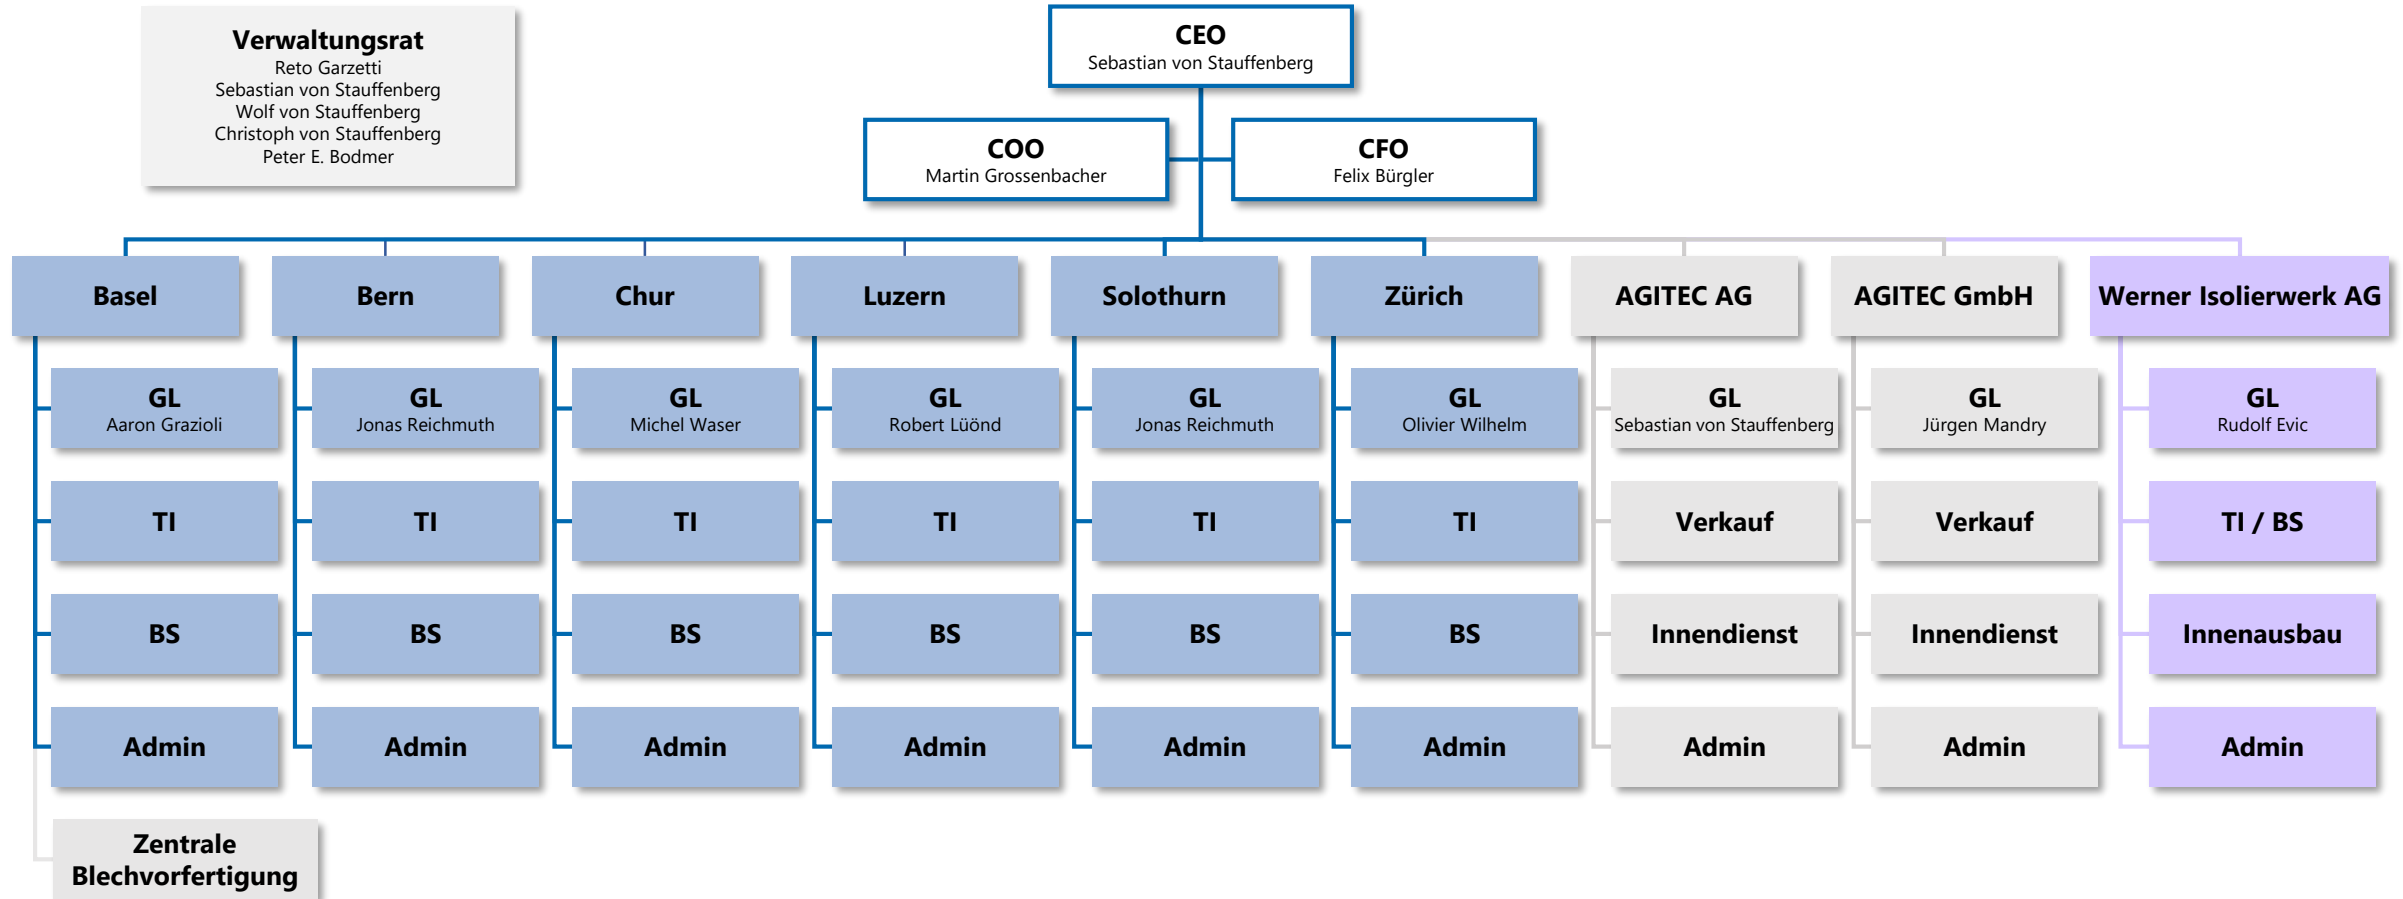 Verwaltungsrat
Reto Garzetti
Sebastian von Stauffenberg
Wolf von Stauffenberg
Christoph von Stauffenberg
Peter E. Bodmer
CEO
Sebastian von Stauffenberg
COO
Martin Grossenbacher
CFO
Felix Bürgler
Basel
GL
Aaron Grazioli
TI
BS
Admin
Zentrale
Blechvorfertigung
Bern
GL
Jonas Reichmuth
TI
BS
Admin
Chur
GL
Michel Waser
TI
BS
Admin
Luzern
GL
Robert Lüönd
TI
BS
Admin
Solothurn
GL
Jonas Reichmuth
TI
BS
Admin
Zürich
GL
Olivier Wilhelm
TI
BS
Admin
AGITEC AG
GL
Sebastian von Stauffenberg
Verkauf
Innendienst
Admin
AGITEC GmbH
GL
Jürgen Mandry
Verkauf
Innendienst
Admin
Werner Isolierwerk AG
GL
Rudolf Evic
TI / BS
Innenausbau
Admin